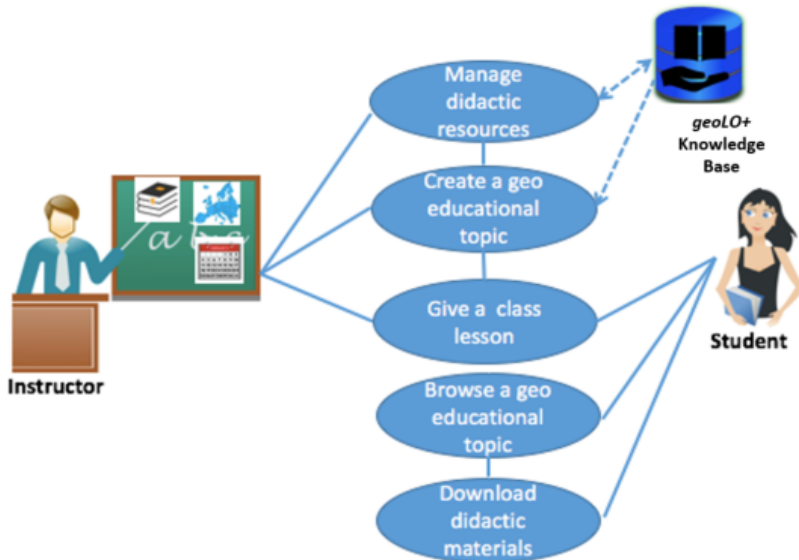 Manage
didactic
resources
geoLO+
Knowledge
Base
Create a geo
educational
topic
Give a class
lesson
Instructor
Student
Browse a geo
educational
topic
Download
didactic
materials